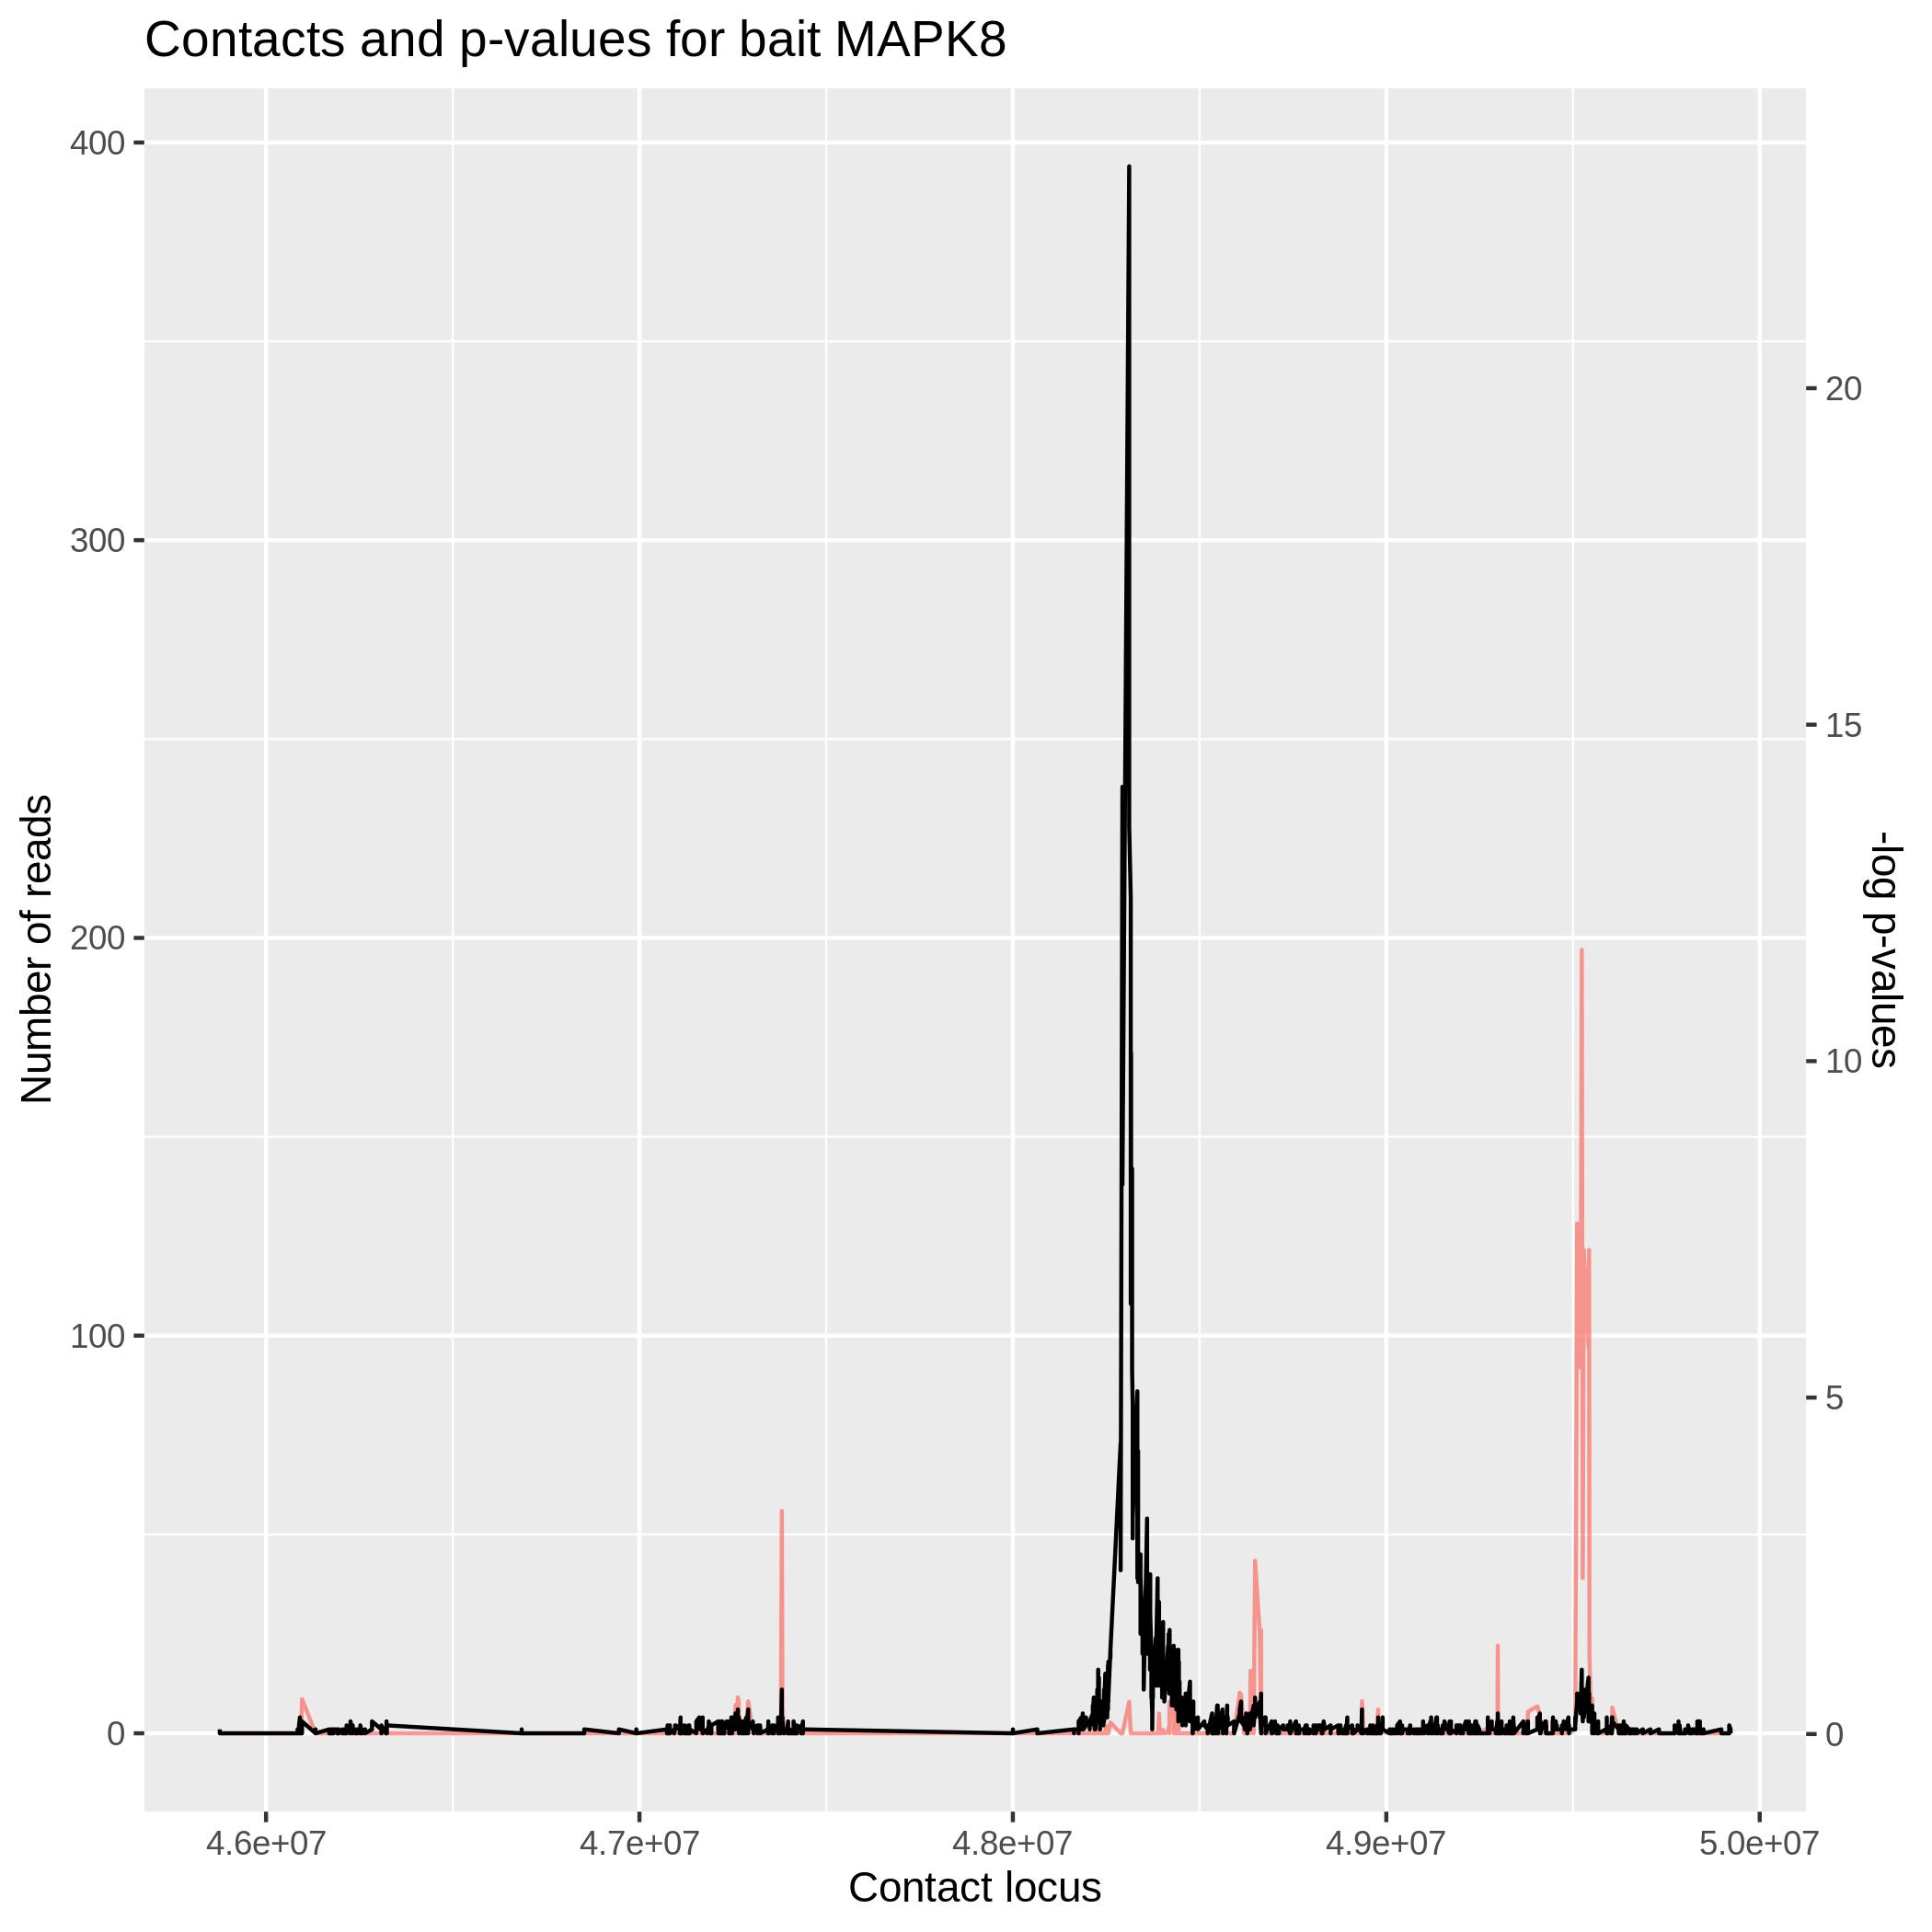 Contacts and p-values for bait MAPK8
400
300
200
100
0
Number of reads
20
15
10
5
0
-log p-values
4.6e+07 4.7e+07 4.8e+07 4.9e+07 5.0e+07
Contact locus